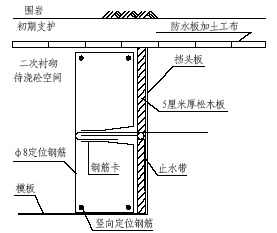 围岩
初期支护
防水板加土工布
二次衬砌
待浇砼空间
挡头板
5厘米厚松木板
φ8定位钢筋
钢筋卡
止水带
模板
竖向定位钢筋